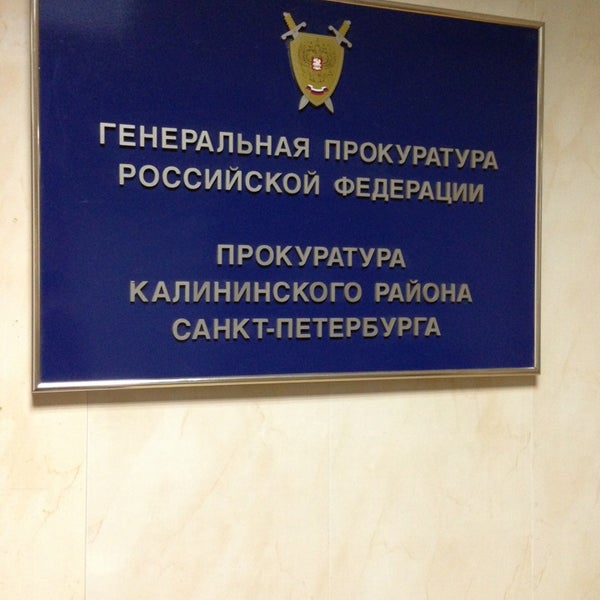 ГЕНЕРАЛЬНАЯ ПРОКУРАТУРА
РОССИЙСКОЙ ФЕДЕРАЦИИ
ПРОКУРАТУРА
КАЛИНИНСКОГО РАЙОНА
САНКТ-ПЕТЕРБУРГА